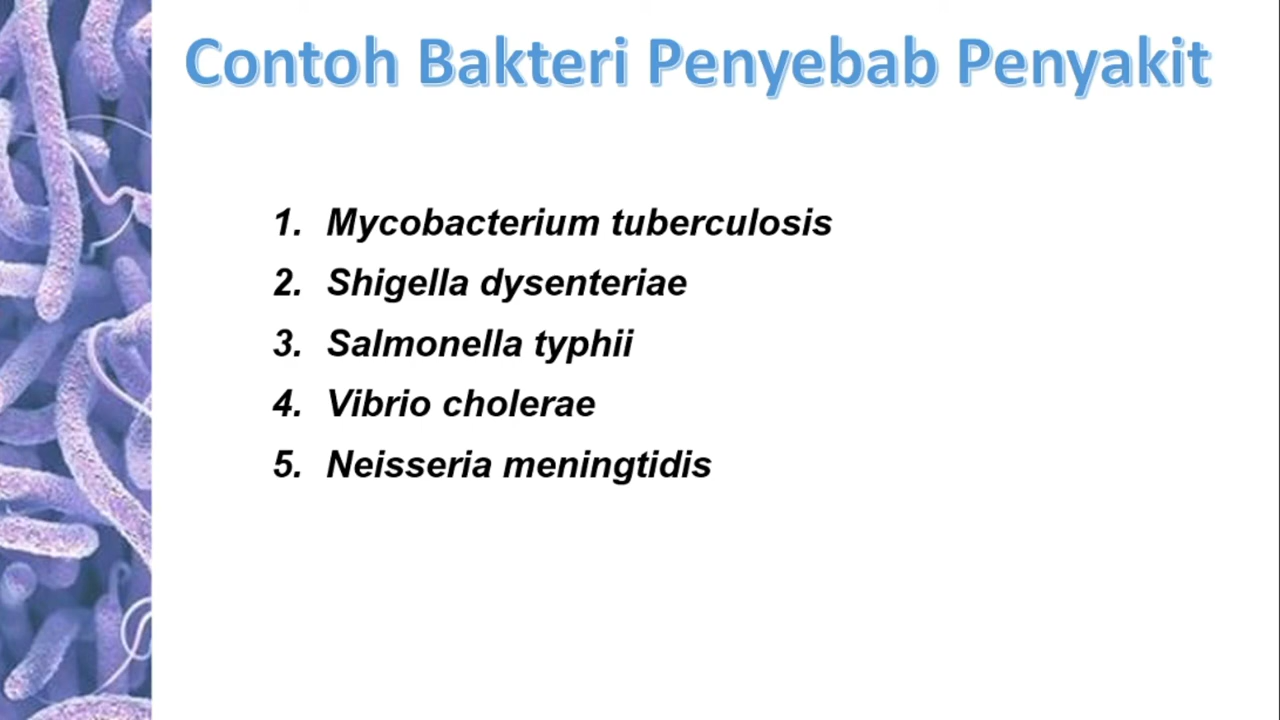 Contoh Bakteri Penyebab Penyakit
1. Mycobacterium tuberculosis
2. Shigella dysenteriae
3. Salmonella typhii
4. Vibrio cholerae
5. Neisseria meningtidis